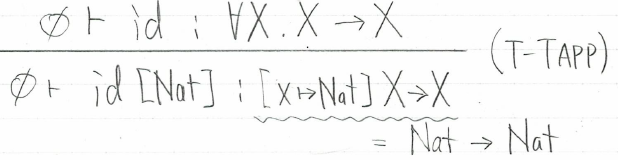 ∅ ⊢ id : ∀X. X → X
(T-TAPP)
∅ ⊢ id [Nat] : [X↦Nat] X → X
= Nat → Nat